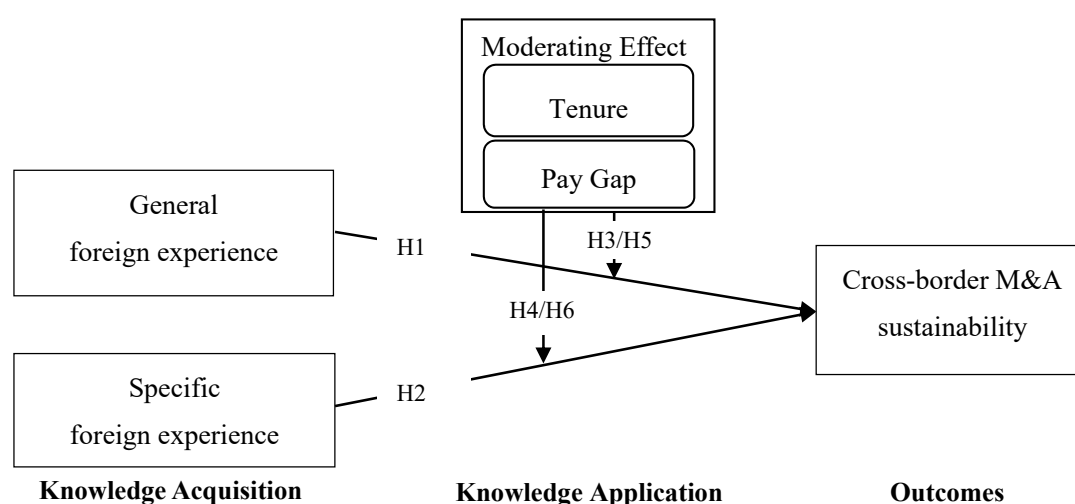 Moderating Effect
Tenure
Pay Gap
General
foreign experience
H1
H3/H5
H4/H6
Cross-border M&A
sustainability
Specific
foreign experience
H2
Knowledge Acquisition
Knowledge Application
Outcomes